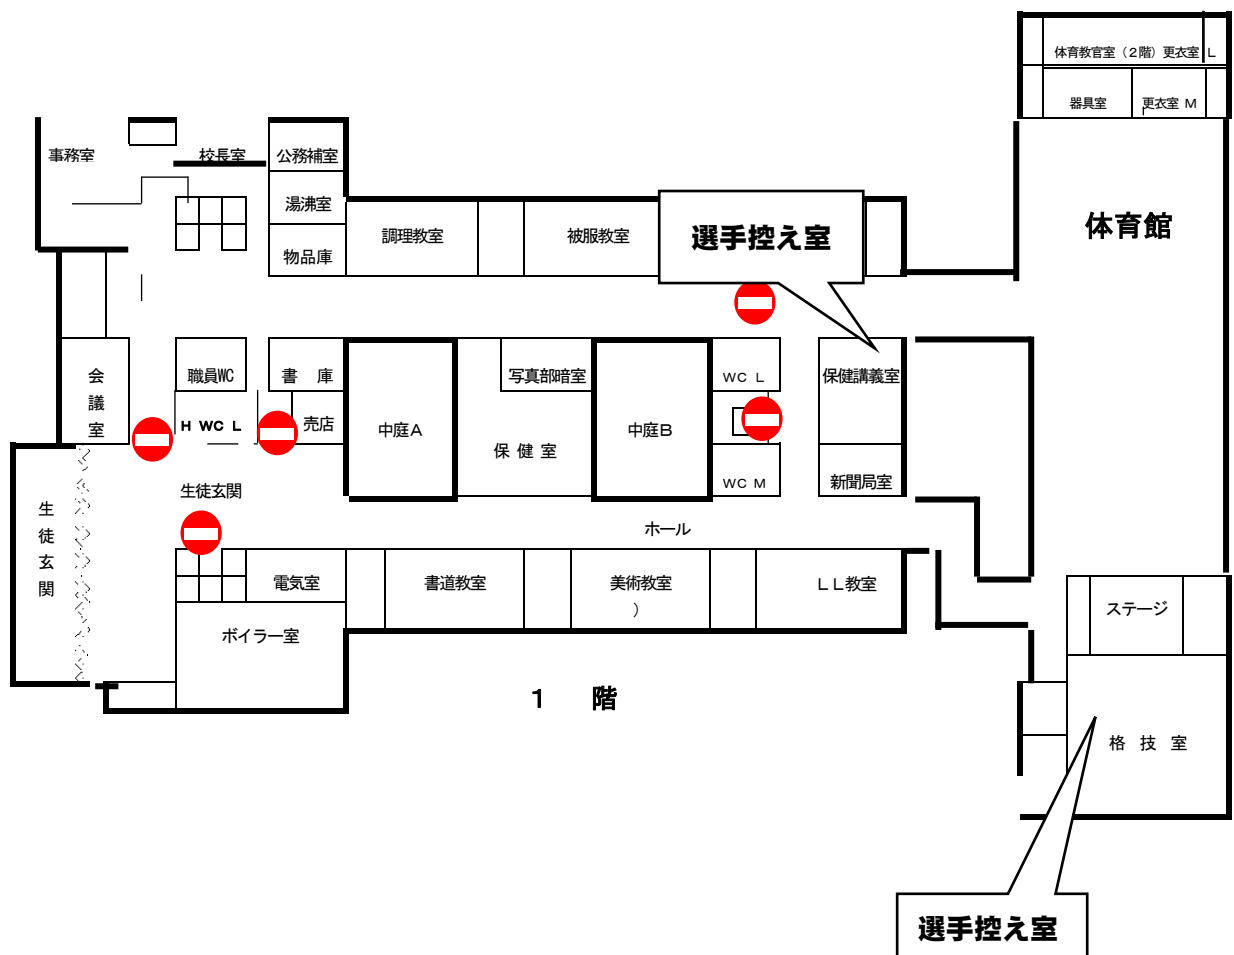 体育教官室（２階）更衣室 L
器具室
更衣室 M
事務室
校長室
公務補室
湯沸室
物品庫
調理教室
被服教室
選手控え室
体育館
会議室
職員WC
書 庫
H WC L
売店
中庭A
写真部暗室
保 健 室
中庭B
WC L
WC M
保健講義室
新聞局室
生徒玄関
生徒玄関
ホール
電気室
書道教室
美術教室
）
ＬＬ教室
ボイラー室
ステージ
1 階
格 技 室
選手控え室